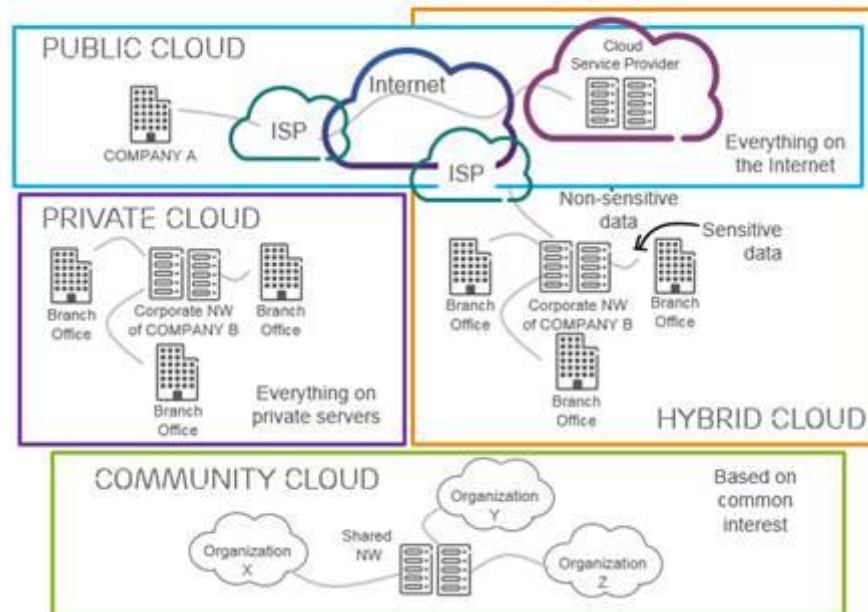 PUBLIC CLOUD
COMPANY A
ISP
Internet
Cloud
Service Provider
ISP
Everything on
the Internet
PRIVATE CLOUD
Branch
Office
Corporate NW
of COMPANY B
Branch
Office
Branch
Office
Everything on
private servers
Non-sensitive
data
Sensitive
data
Branch
Office
Corporate NW
of COMPANY B
Branch
Office
Branch
Office
HYBRID CLOUD
COMMUNITY CLOUD
Organization
X
Shared
NW
Organization
Y
Organization
Z
Based on
common
interest